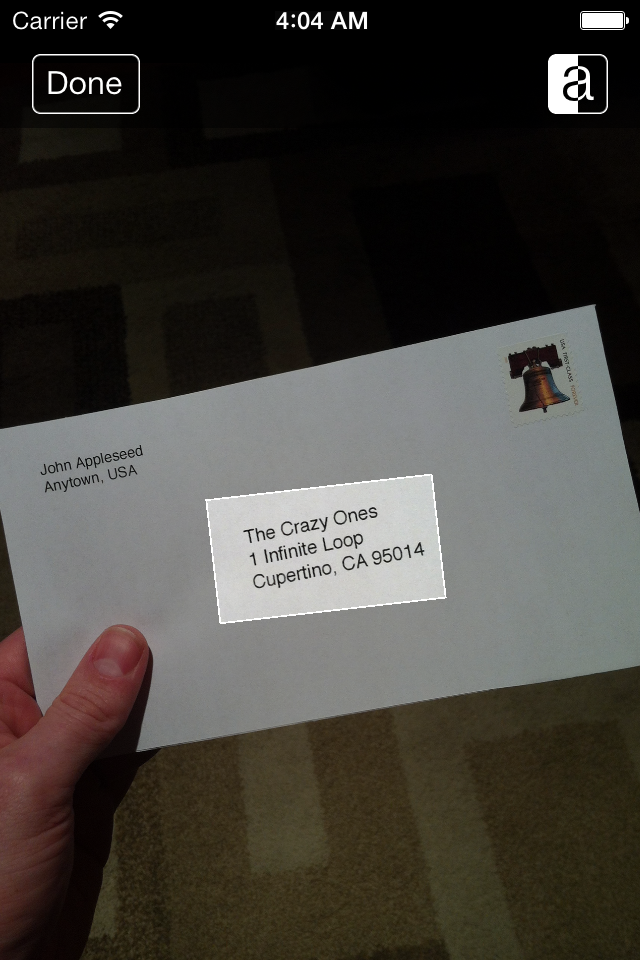 Carrier
4:04 AM
Done
a
USA FIRST-CLASS FOREVER
John Appleseed
Anytown, USA
The Crazy Ones
1 Infinite Loop
Cupertino, CA 95014